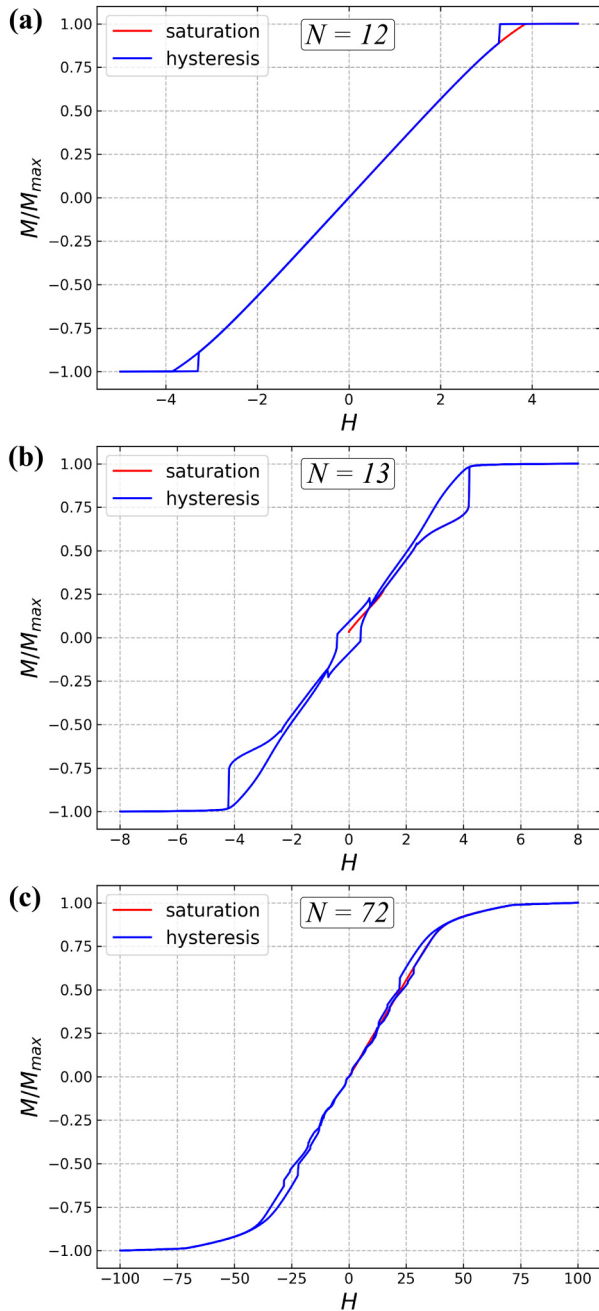 (a)
saturation
hysteresis
N = 12
1.00
0.75
0.50
0.25
0.00
−0.25
−0.50
−0.75
−1.00
M/Mmax
−4 −2 0 2 4
H
(b)
saturation
hysteresis
N = 13
1.00
0.75
0.50
0.25
0.00
−0.25
−0.50
−0.75
−1.00
M/Mmax
−8 −6 −4 −2 0 2 4 6 8
H
(c)
saturation
hysteresis
N = 72
1.00
0.75
0.50
0.25
0.00
−0.25
−0.50
−0.75
−1.00
M/Mmax
−100 −75 −50 −25 0 25 50 75 100
H